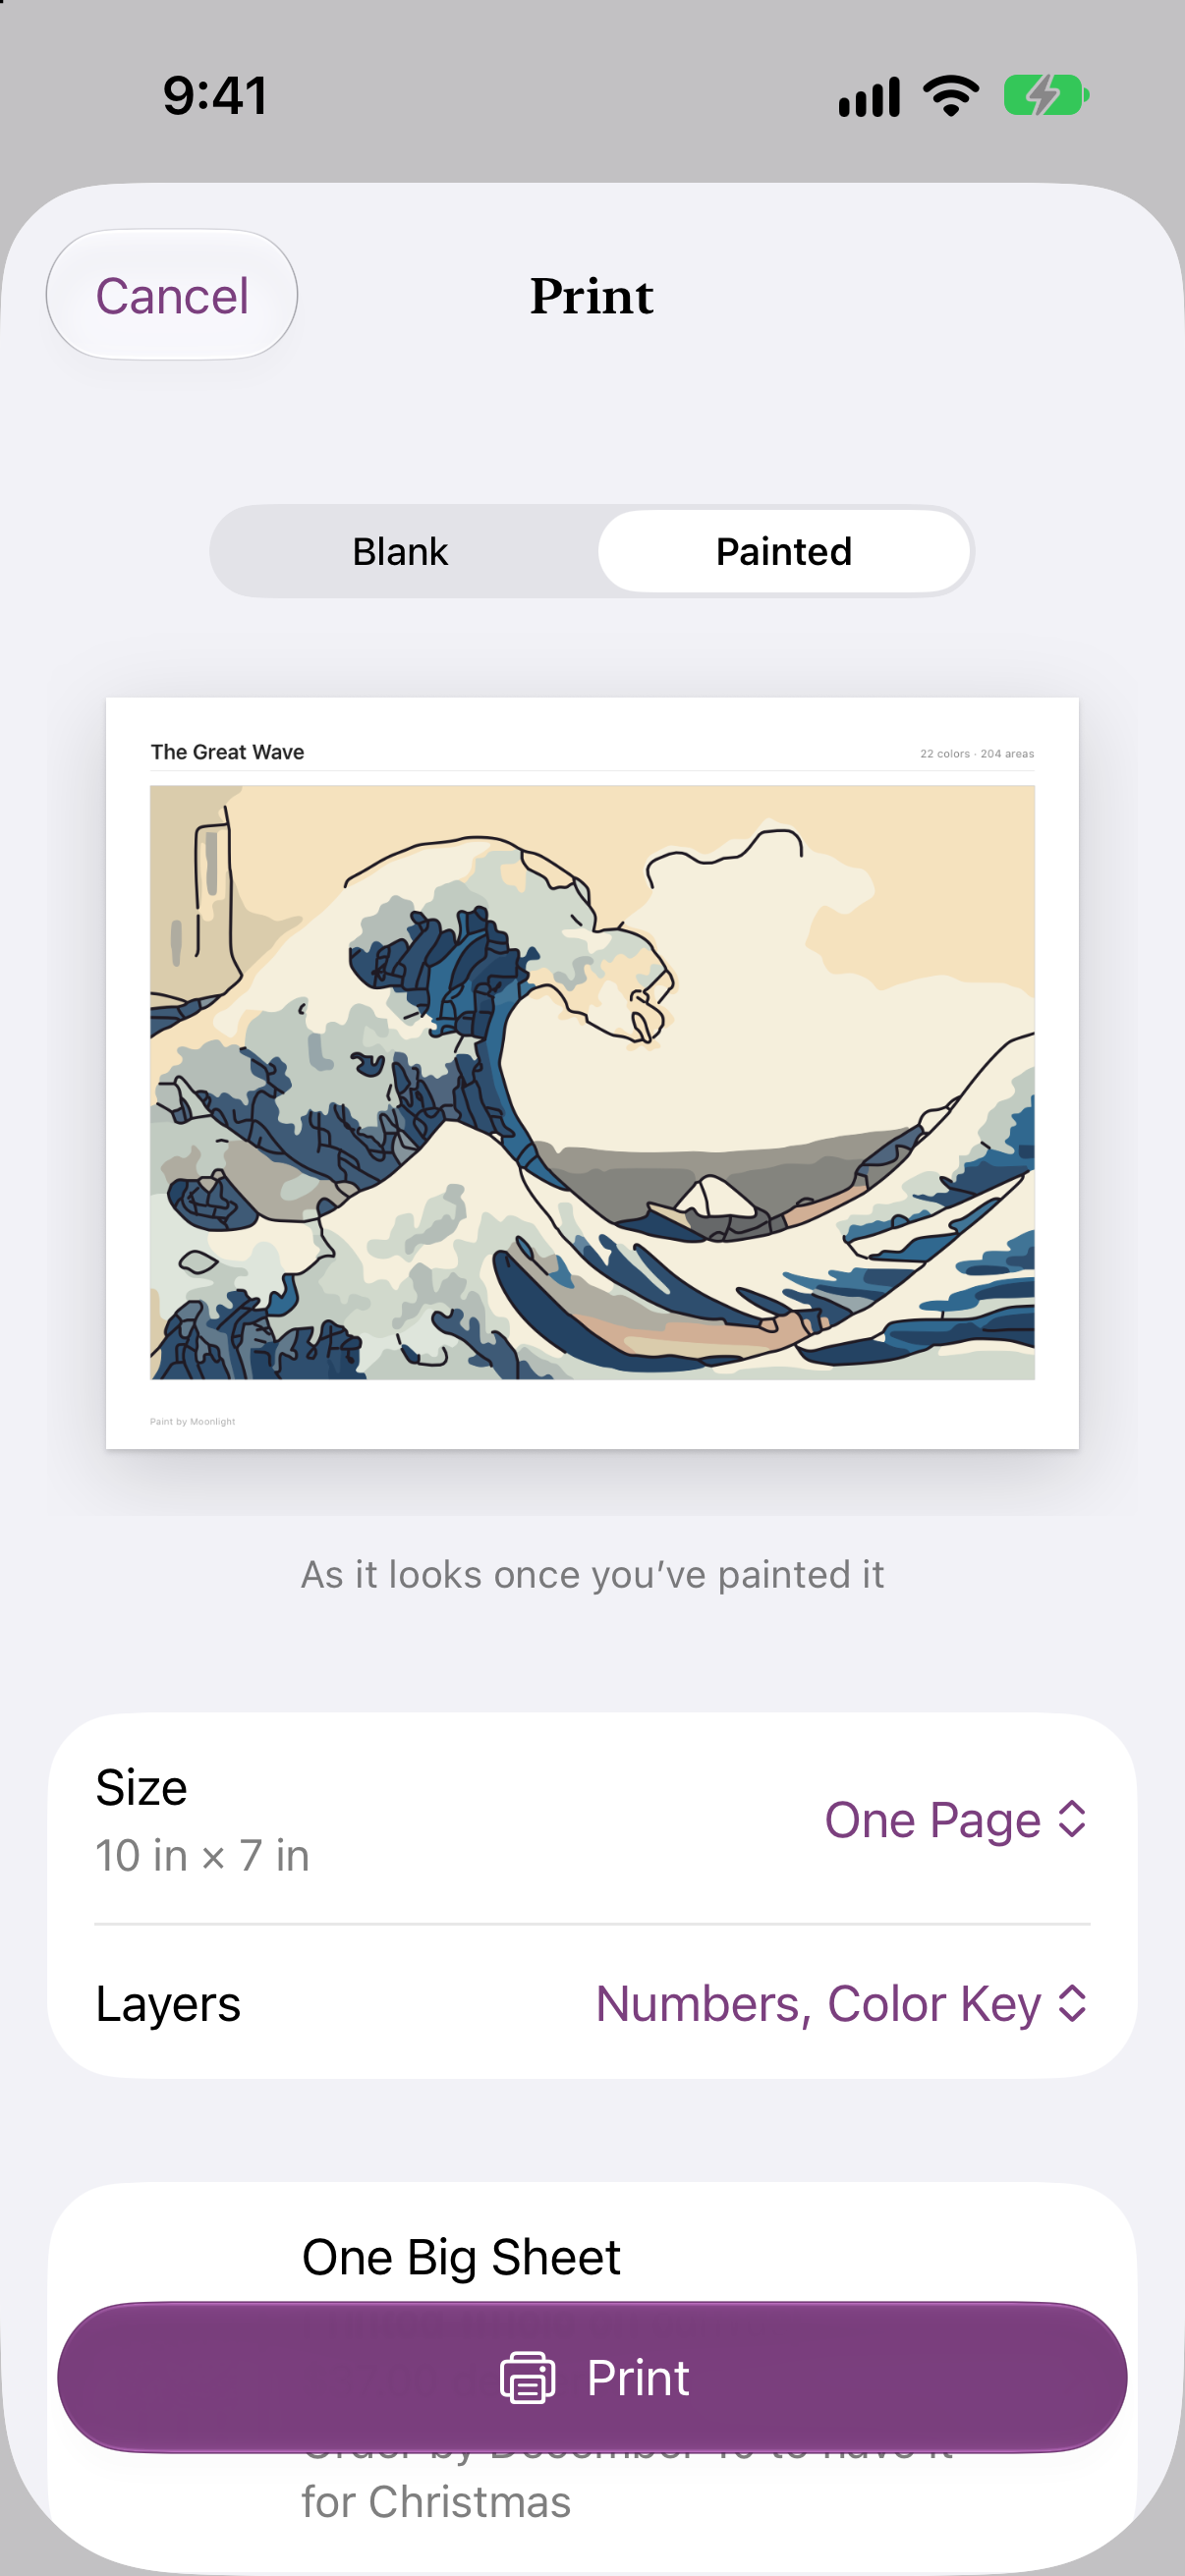 9:41
Cancel
Print
Blank
Painted
The Great Wave
22 colors · 204 areas
Paint by Moonlight
As it looks once you’ve painted it
Size
10 in × 7 in
One Page
Layers
Numbers, Color Key
One Big Sheet
Print
for Christmas